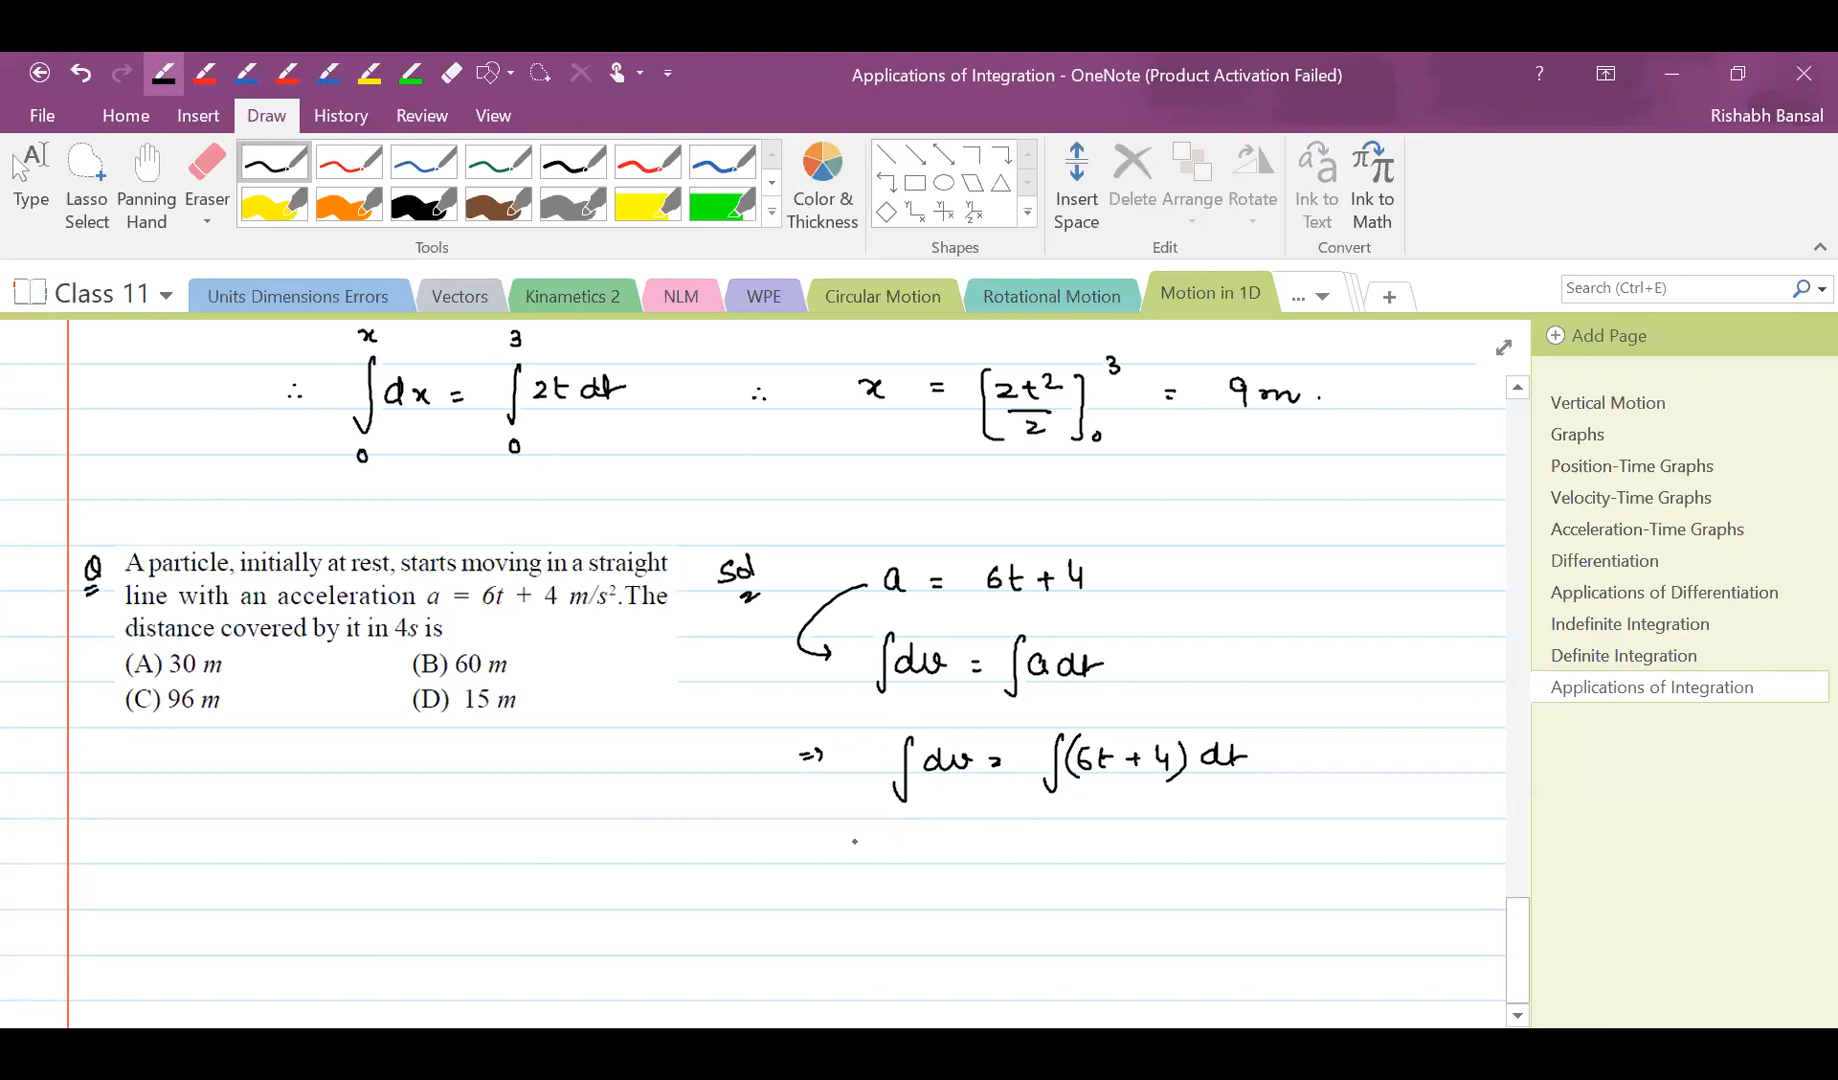 Applications of Integration - OneNote (Product Activation Failed)
?
File Home Insert Draw History Review View
Rishabh Bansal
Type
Lasso Select
Panning Hand
Eraser
Color & Thickness
Insert Space
Delete
Arrange
Rotate
Ink to Text
Ink to Math
Tools
Shapes
Edit
Convert
Class 11
Units Dimensions Errors
Vectors
Kinametics 2
NLM
WPE
Circular Motion
Rotational Motion
Motion in 1D
...
Search (Ctrl+E)
Add Page
Vertical Motion
Graphs
Position-Time Graphs
Velocity-Time Graphs
Acceleration-Time Graphs
Differentiation
Applications of Differentiation
Indefinite Integration
Definite Integration
Applications of Integration
∴ ∫₀ˣ dx = ∫₀³ 2t dt ∴ x = [2t²/2]₀³ = 9m.
Q A particle, initially at rest, starts moving in a straight
line with an acceleration a = 6t + 4 m/s².The
distance covered by it in 4s is
(A) 30 m (B) 60 m
(C) 96 m (D) 15 m
Sol a = 6t + 4
∫dv = ∫a dt
⇒ ∫dv = ∫(6t + 4) dt